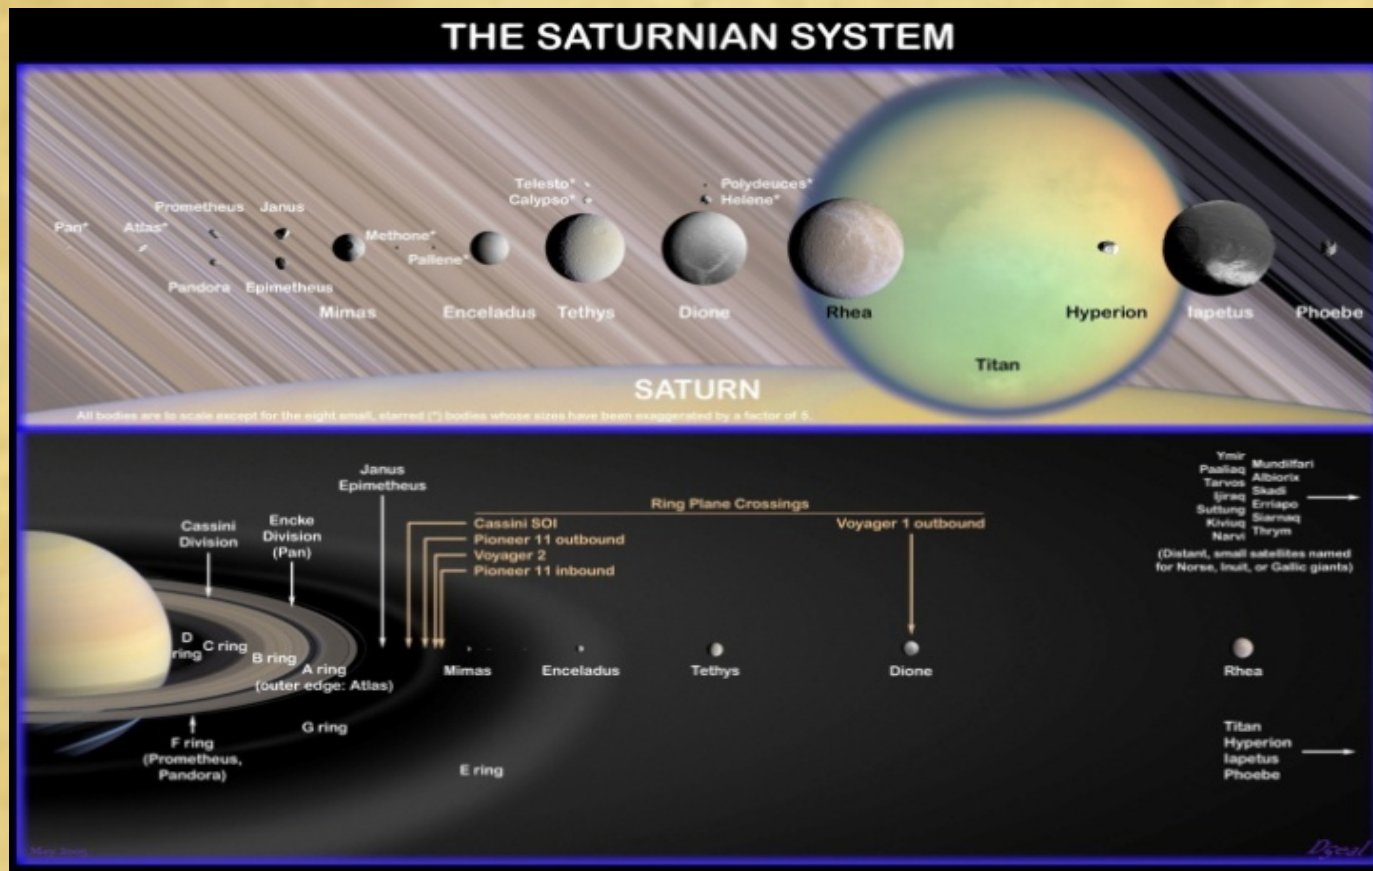 THE SATURNIAN SYSTEM
Telesto*
Polydeuces*
Calypso*
Helene*
Prometheus
Janus
Pan*
Atlas*
Methone*
Pallene*
Pandora
Epimetheus
Mimas
Enceladus
Tethys
Dione
Rhea
Hyperion
Iapetus
Phoebe
Titan
SATURN
All bodies are to scale except for the eight small, starred (*) bodies whose sizes have been exaggerated by a factor of 5.
Janus
Epimetheus
Cassini
Division
Encke
Division
(Pan)
Ring Plane Crossings
Cassini SOI
Pioneer 11 outbound
Voyager 2
Pioneer 11 inbound
Voyager 1 outbound
Ymir
Paaliaq
Tarvos
Ijiraq
Suttung
Kiviuq
Narvi
Mundilfari
Albiorix
Skadi
Erriapo
Siarnaq
Thrym
(Distant, small satellites named
for Norse, Inuit, or Gallic giants)
D
ring
C ring
B ring
A ring
(outer edge: Atlas)
Mimas
Enceladus
Tethys
Dione
Rhea
G ring
F ring
(Prometheus,
Pandora)
E ring
Titan
Hyperion
Iapetus
Phoebe
Dseal